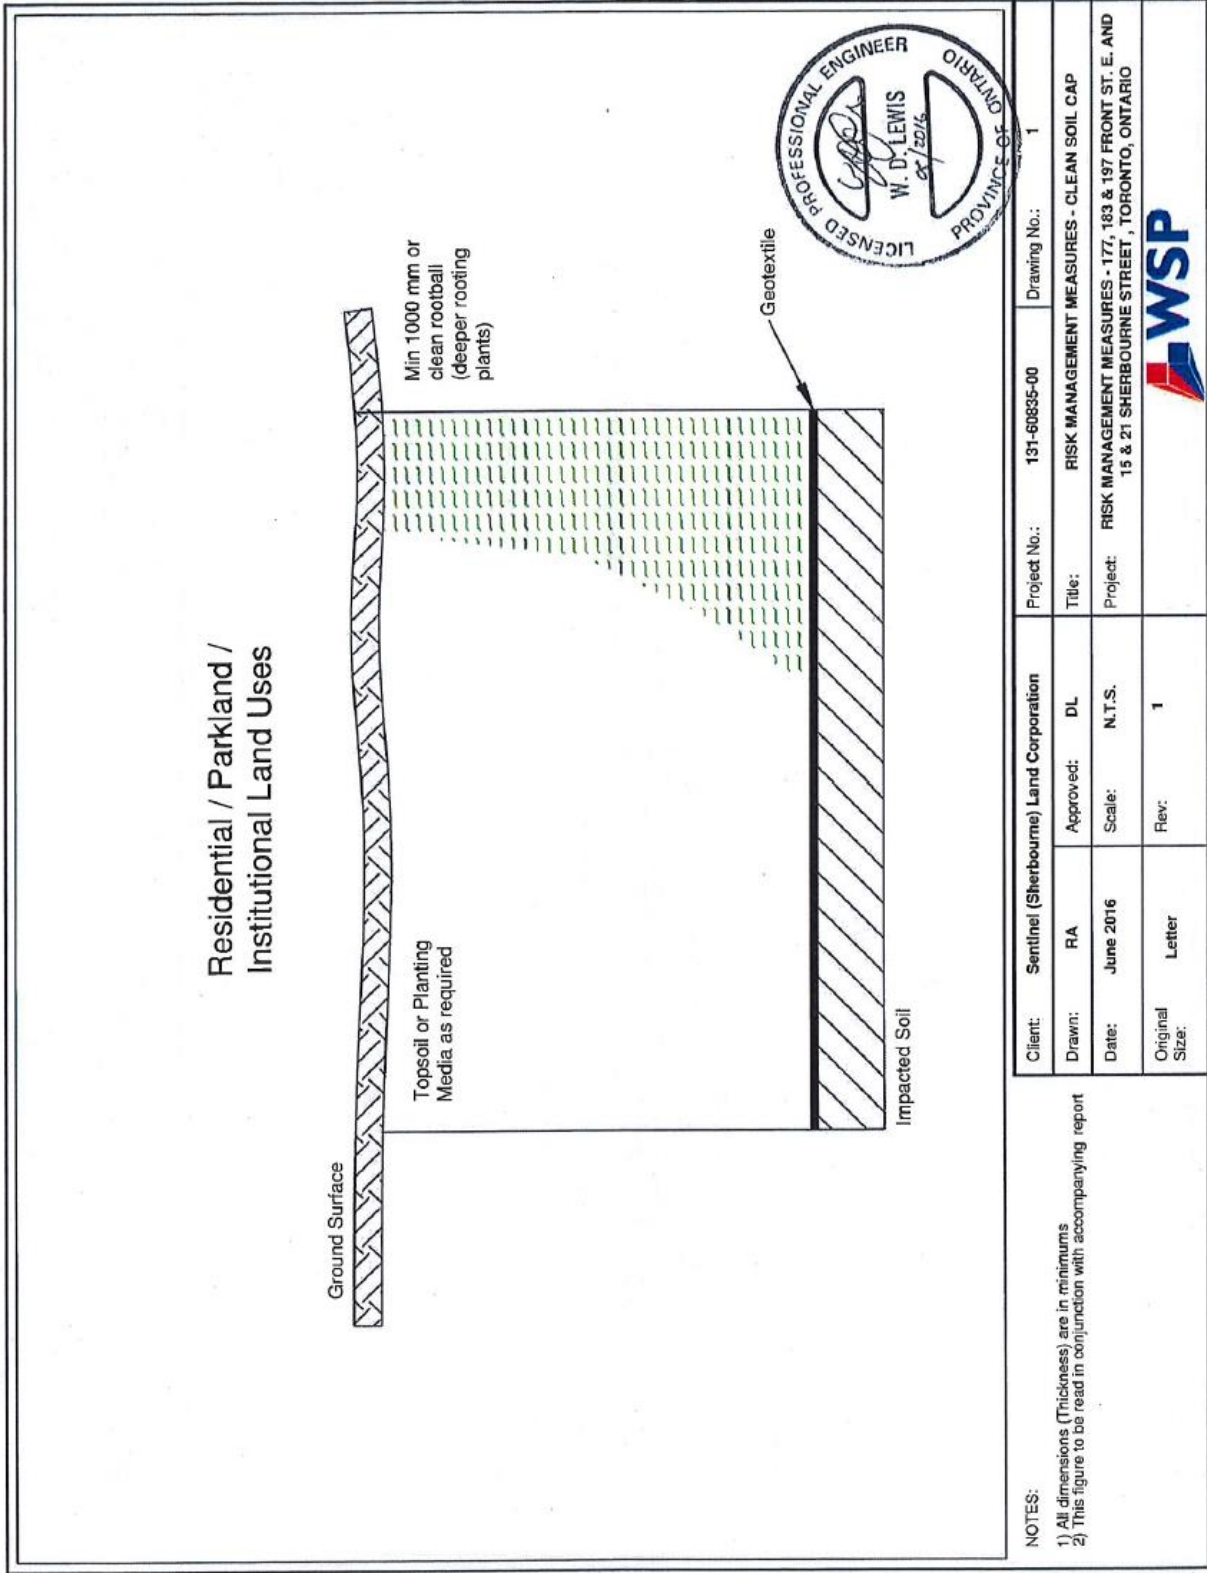 Residential / Parkland /
Institutional Land Uses
Ground Surface
Topsoil or Planting
Media as required
Min 1000 mm or
clean rootball
(deeper rooting
plants)
Geotextile
Impacted Soil
LICENSED PROFESSIONAL ENGINEER
W. D. LEWIS
PROVINCE OF ONTARIO
NOTES:
1) All dimensions (Thickness) are in minimums
2) This figure to be read in conjunction with accompanying report
Client: Sentinel (Sherbourne) Land Corporation
Project No.: 131-60835-00
Drawing No.: 1
Drawn: RA
Approved: DL
Title: RISK MANAGEMENT MEASURES - CLEAN SOIL CAP
Date: June 2016
Scale: N.T.S.
Project: RISK MANAGEMENT MEASURES - 177, 183 & 197 FRONT ST. E. AND
15 & 21 SHERBOURNE STREET , TORONTO, ONTARIO
Original
Size: Letter
Rev: 1
WSP